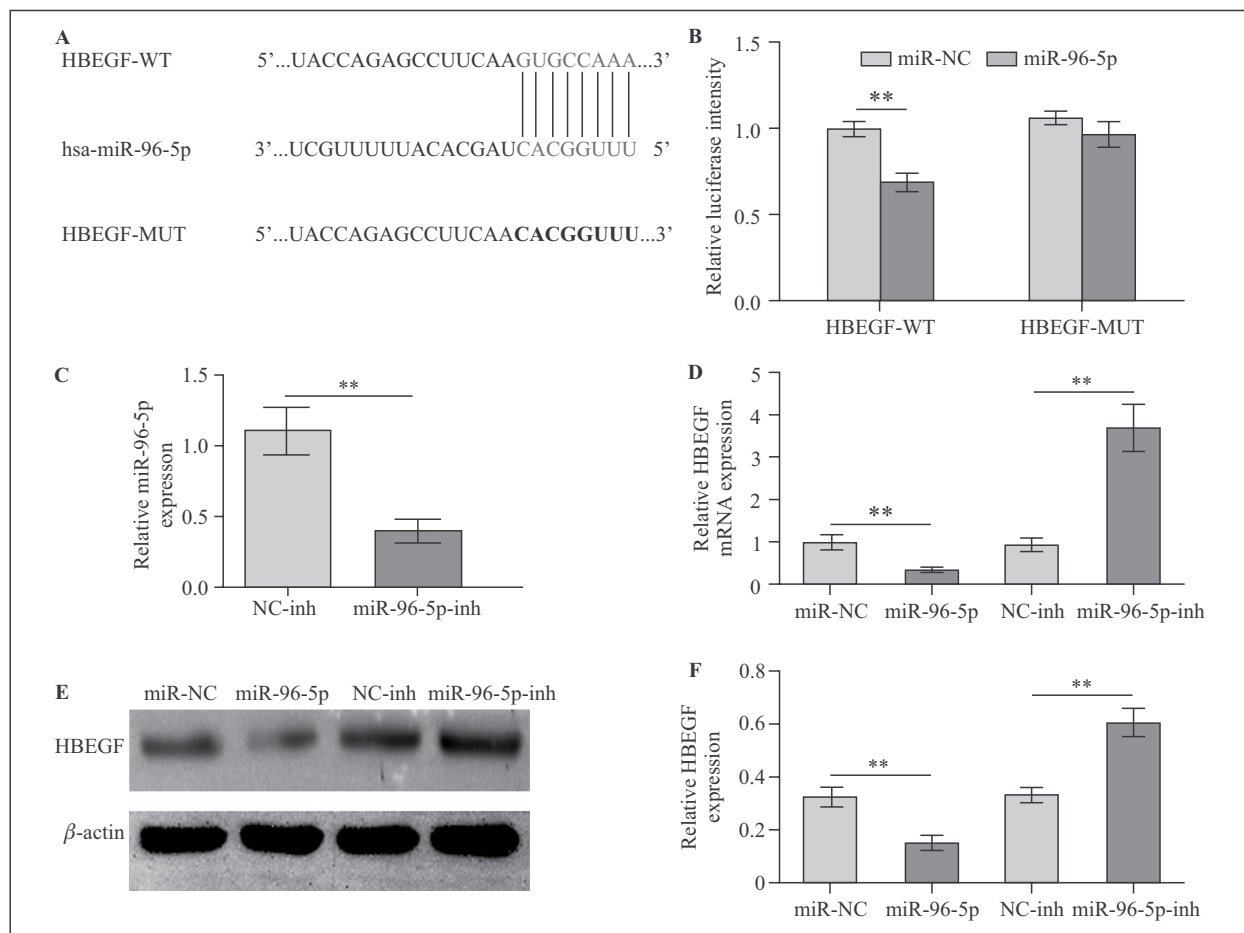 A
HBEGF-WT 5’...UACCAGAGCCUUCAAGUGCCAAA...3’
hsa-miR-96-5p 3’...UCGUUUUUACACGAUCACGGUUU 5’
HBEGF-MUT 5’...UACCAGAGCCUUCAACACGGUUU...3’
B
Relative luciferase intensity
miR-NC miR-96-5p
1.5
1.0
0.5
0.0
**
HBEGF-WT HBEGF-MUT
C
Relative miR-96-5p
expresson
1.5
1.0
0.5
0.0
**
NC-inh miR-96-5p-inh
D
Relative HBEGF
mRNA expression
5
4
3
2
1
0
**
**
miR-NC miR-96-5p NC-inh miR-96-5p-inh
E
miR-NC miR-96-5p NC-inh miR-96-5p-inh
HBEGF
β-actin
F
Relative HBEGF
expression
0.8
0.6
0.4
0.2
0
**
**
miR-NC miR-96-5p NC-inh miR-96-5p-inh